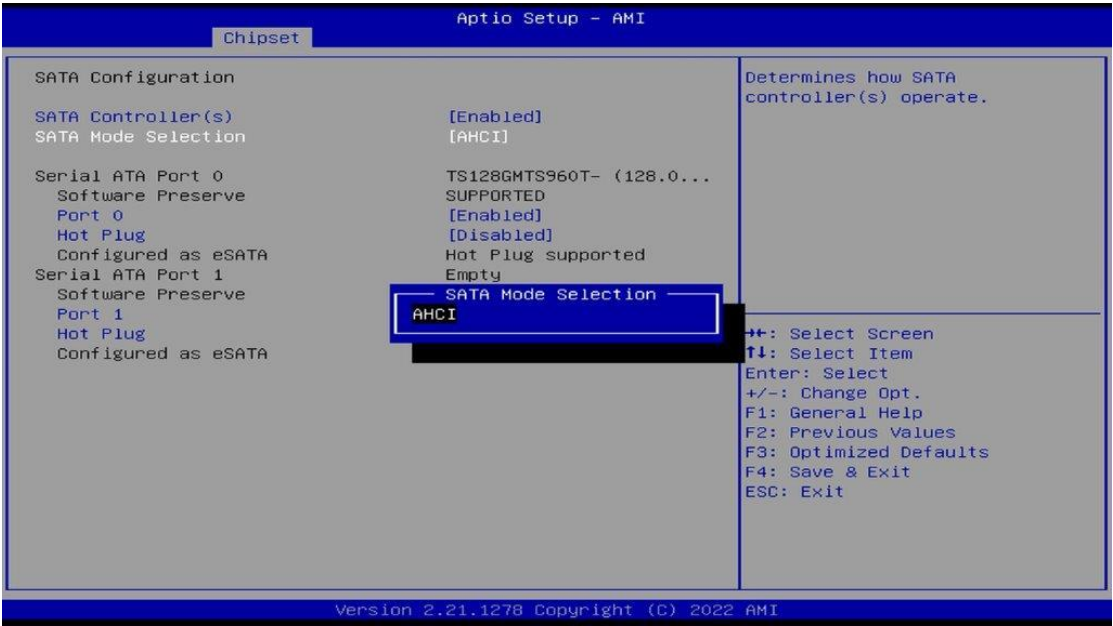 Aptio Setup - AMI
Chipset
SATA Configuration
SATA Controller(s) [Enabled]
SATA Mode Selection [AHCI]
Serial ATA Port 0 TS128GMTS960T- (128.0...
Software Preserve SUPPORTED
Port 0 [Enabled]
Hot Plug [Disabled]
Configured as eSATA Hot Plug supported
Serial ATA Port 1 Empty
Software Preserve
Port 1
Hot Plug
Configured as eSATA
SATA Mode Selection
AHCI
Determines how SATA
controller(s) operate.
→←: Select Screen
↑↓: Select Item
Enter: Select
+/-: Change Opt.
F1: General Help
F2: Previous Values
F3: Optimized Defaults
F4: Save & Exit
ESC: Exit
Version 2.21.1278 Copyright (C) 2022 AMI